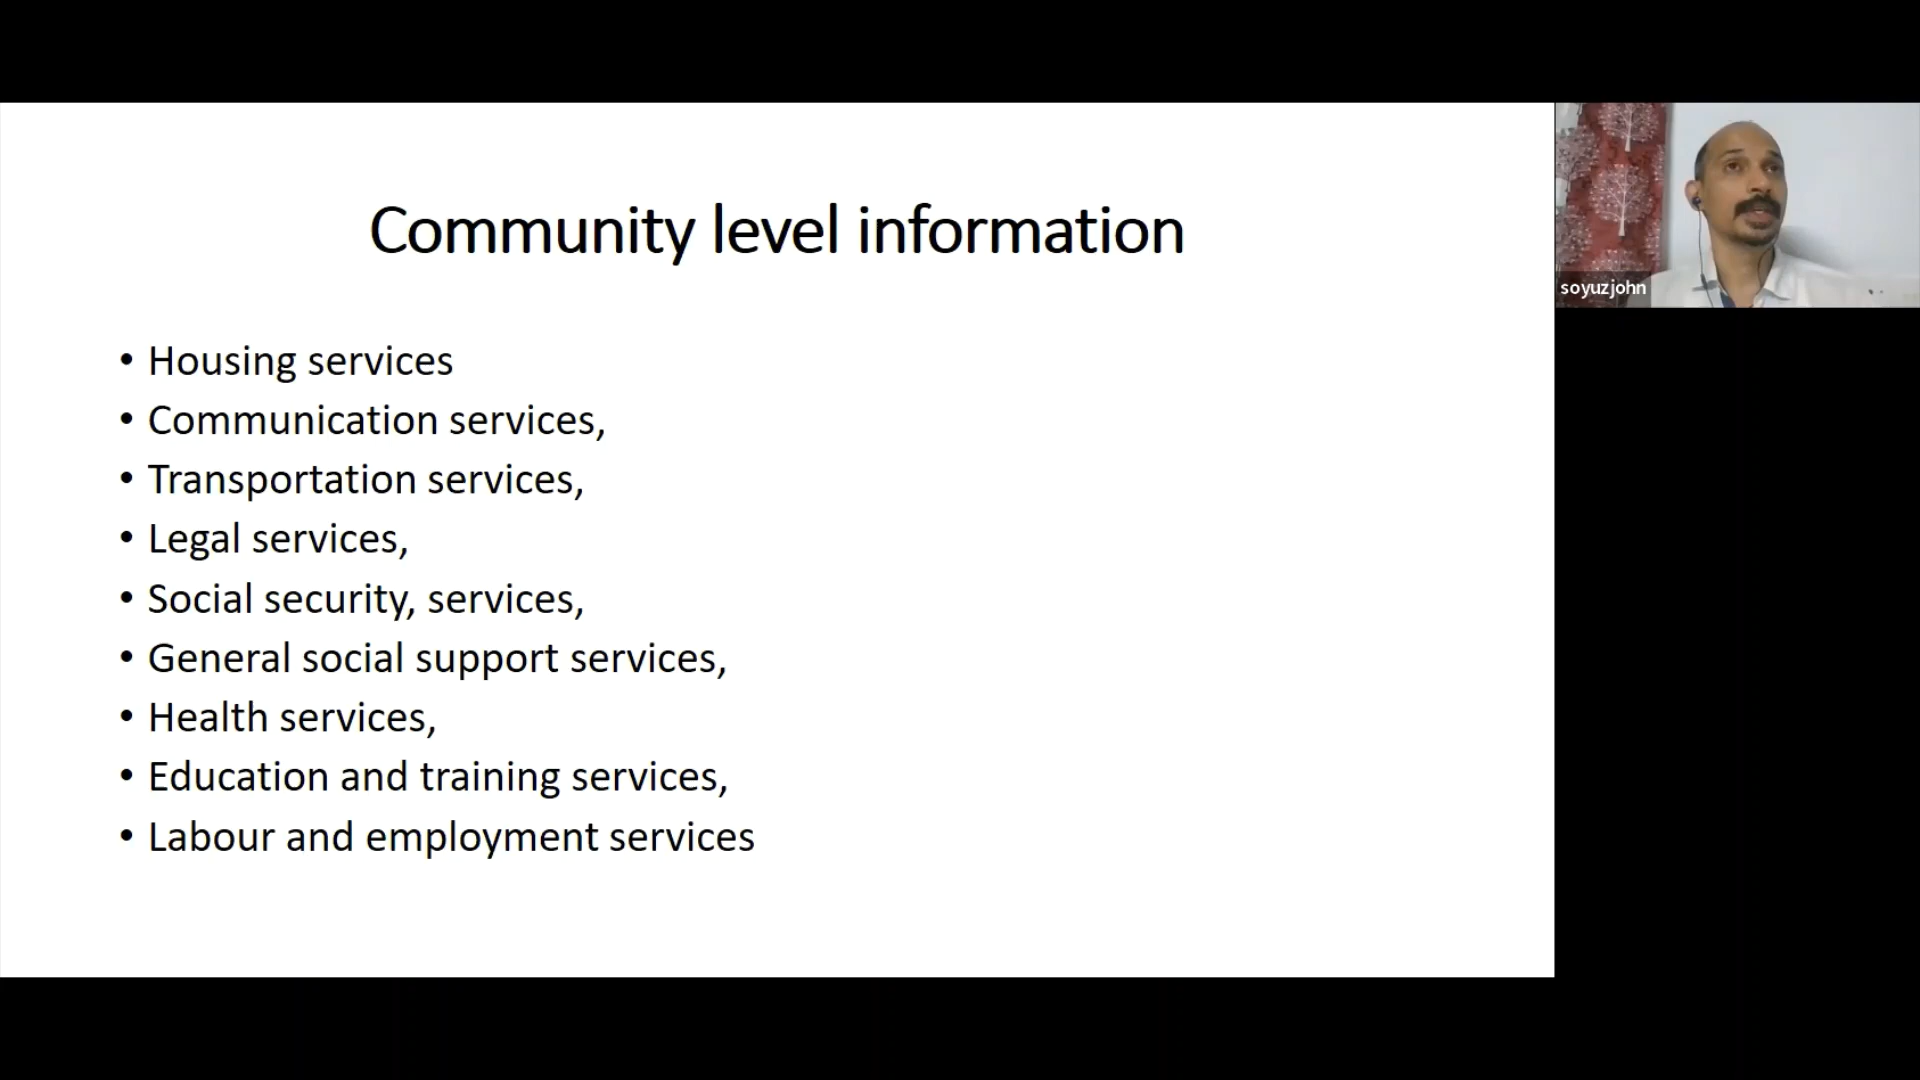 Community level information
soyuzjohn
• Housing services
• Communication services,
• Transportation services,
• Legal services,
• Social security, services,
• General social support services,
• Health services,
• Education and training services,
• Labour and employment services